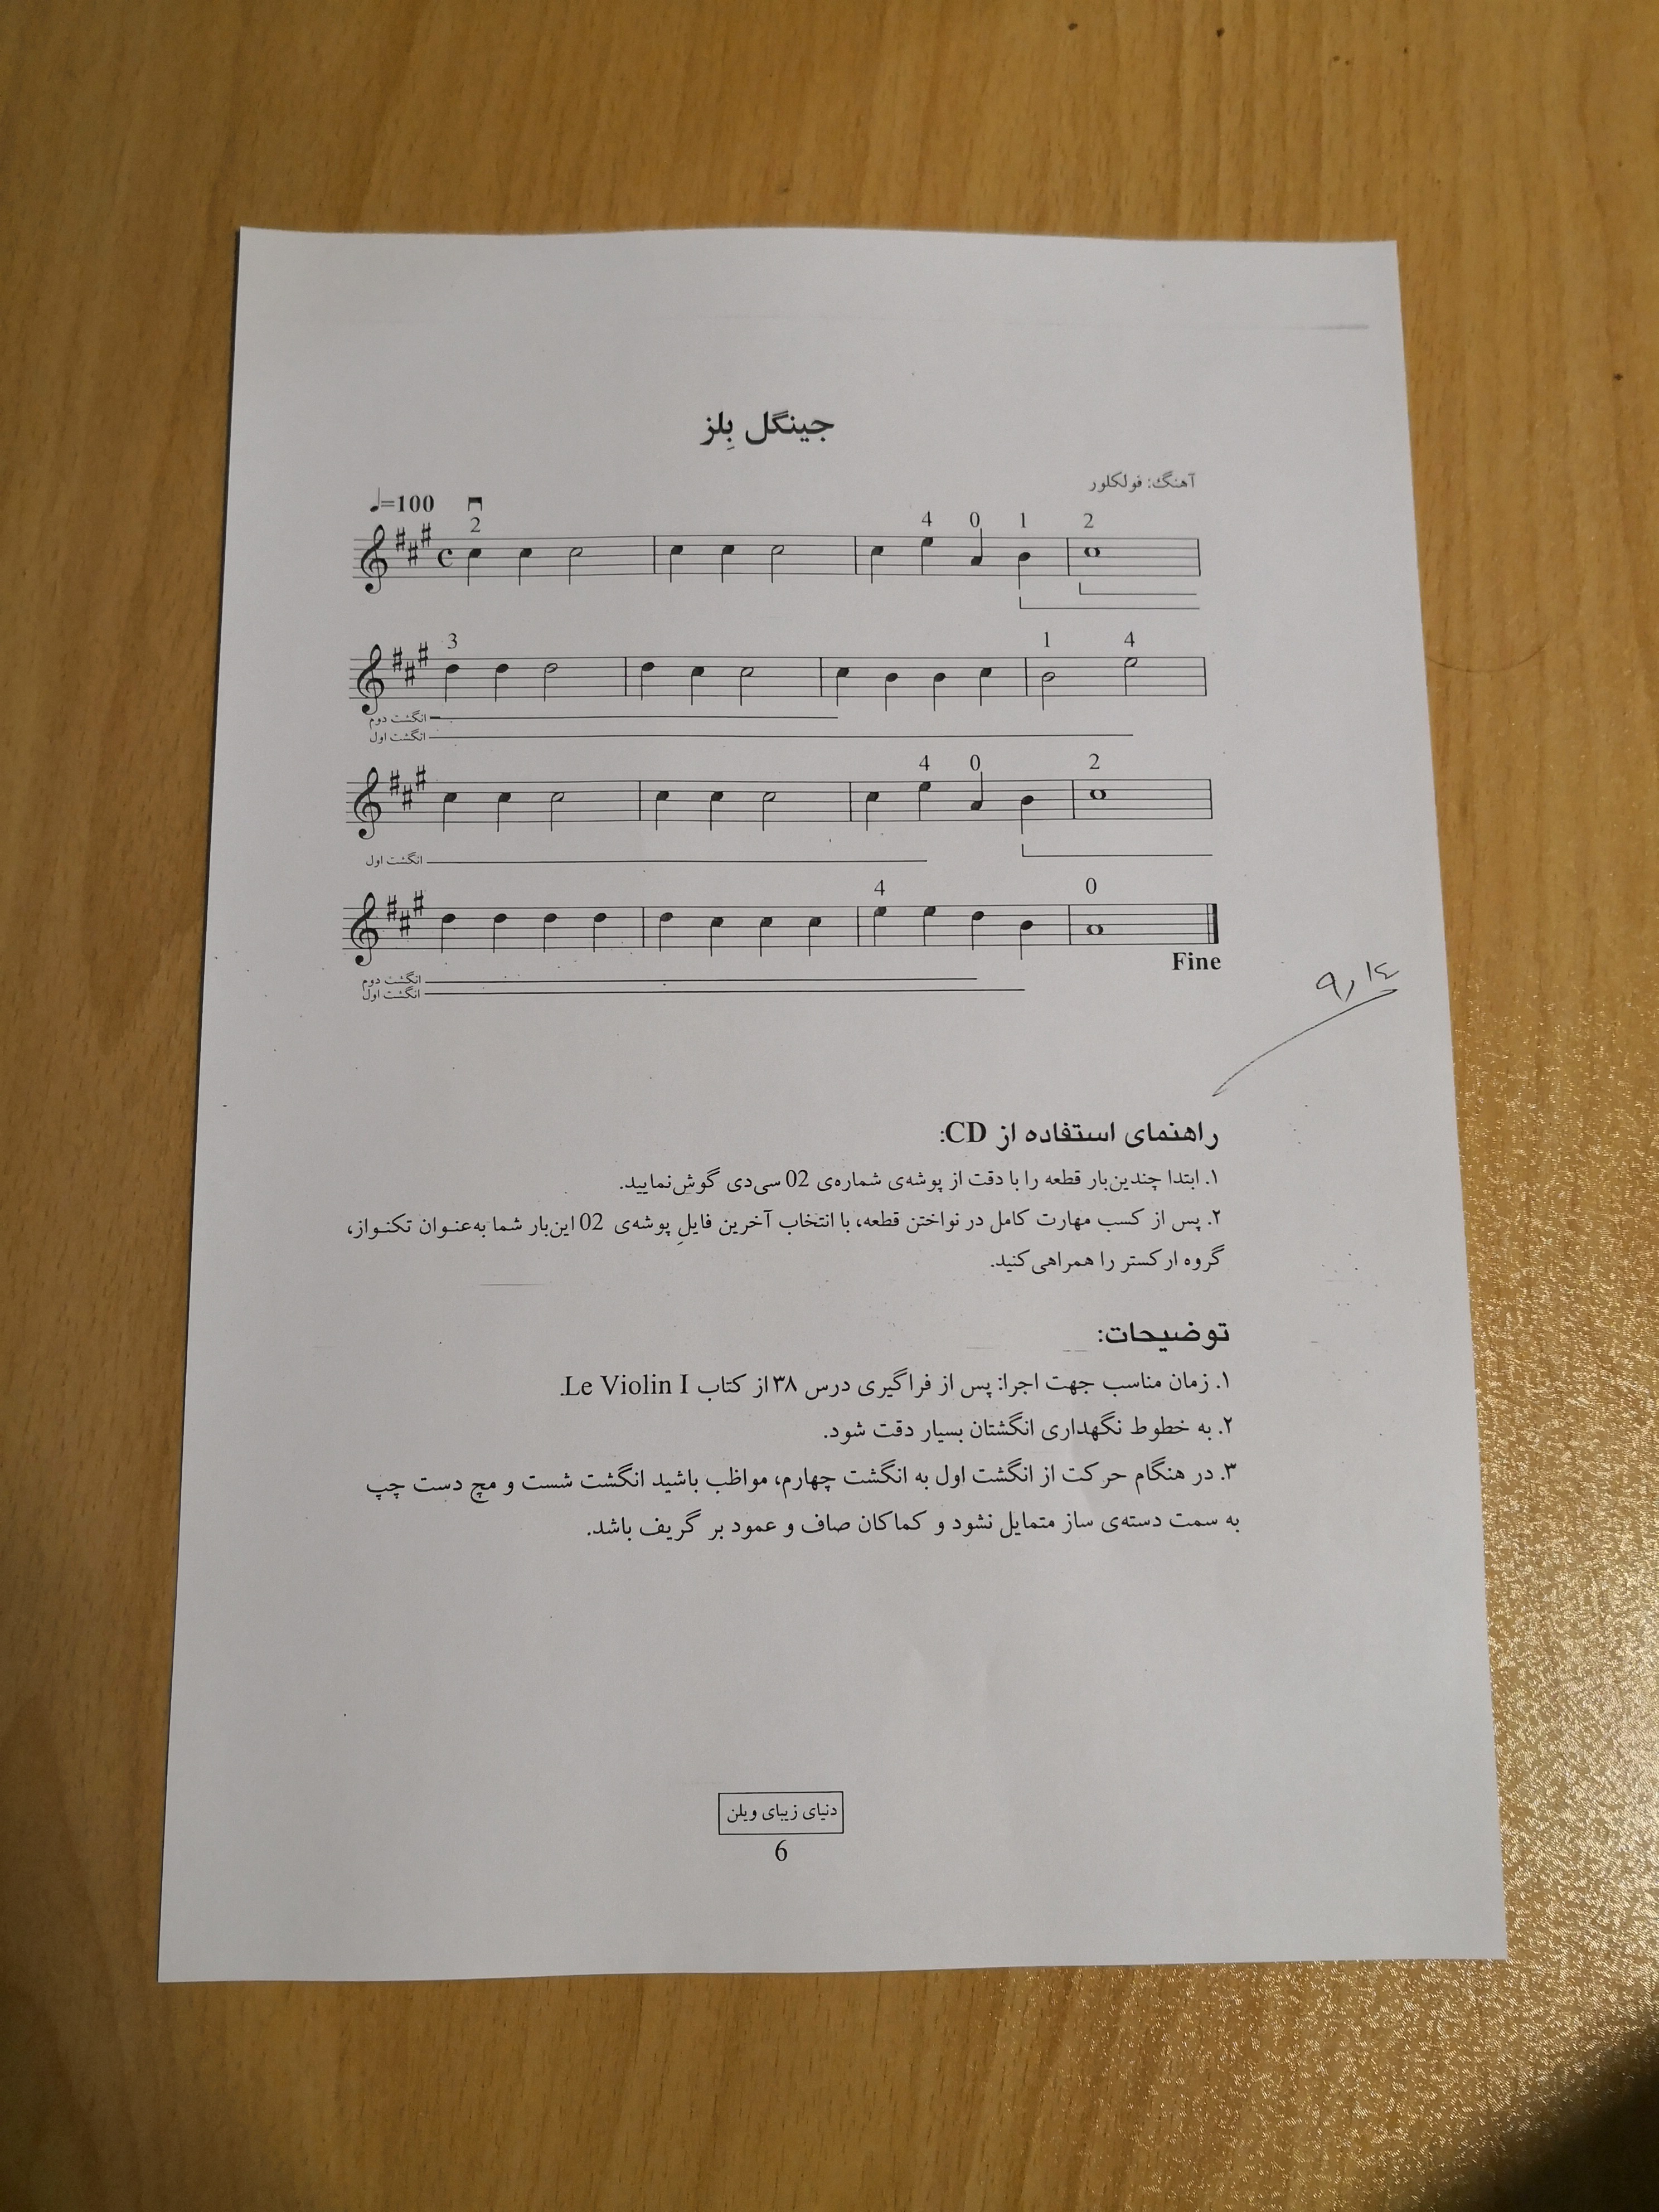 جینگل بِلز
آهنگ: فولکلور
♩=100
2 4 0 1 2
3 1 4
انگشت دوم
انگشت اول
4 0 2
انگشت اول
4 0
Fine
انگشت دوم
انگشت اول
۹٫۱٤
راهنمای استفاده از CD:
۱. ابتدا چندین‌بار قطعه را با دقت از پوشه‌ی شماره‌ی 02 سی‌دی گوش‌نمایید.
۲. پس از کسب مهارت کامل در نواختن قطعه، با انتخاب آخرین فایلِ پوشه‌ی 02 این‌بار شما به‌عنـوان تکنـواز،
گروه ارکستر را همراهی‌کنید.
توضیحات:
۱. زمان مناسب جهت اجرا: پس از فراگیری درس ۳۸ از کتاب Le Violin I.
۲. به خطوط نگهداری انگشتان بسیار دقت شود.
۳. در هنگام حرکت از انگشت اول به انگشت چهارم، مواظب باشید انگشت شست و مچ دست چپ
به سمت دسته‌ی ساز متمایل نشود و کماکان صاف و عمود بر گریف باشد.
دنیای زیبای ویلن
6